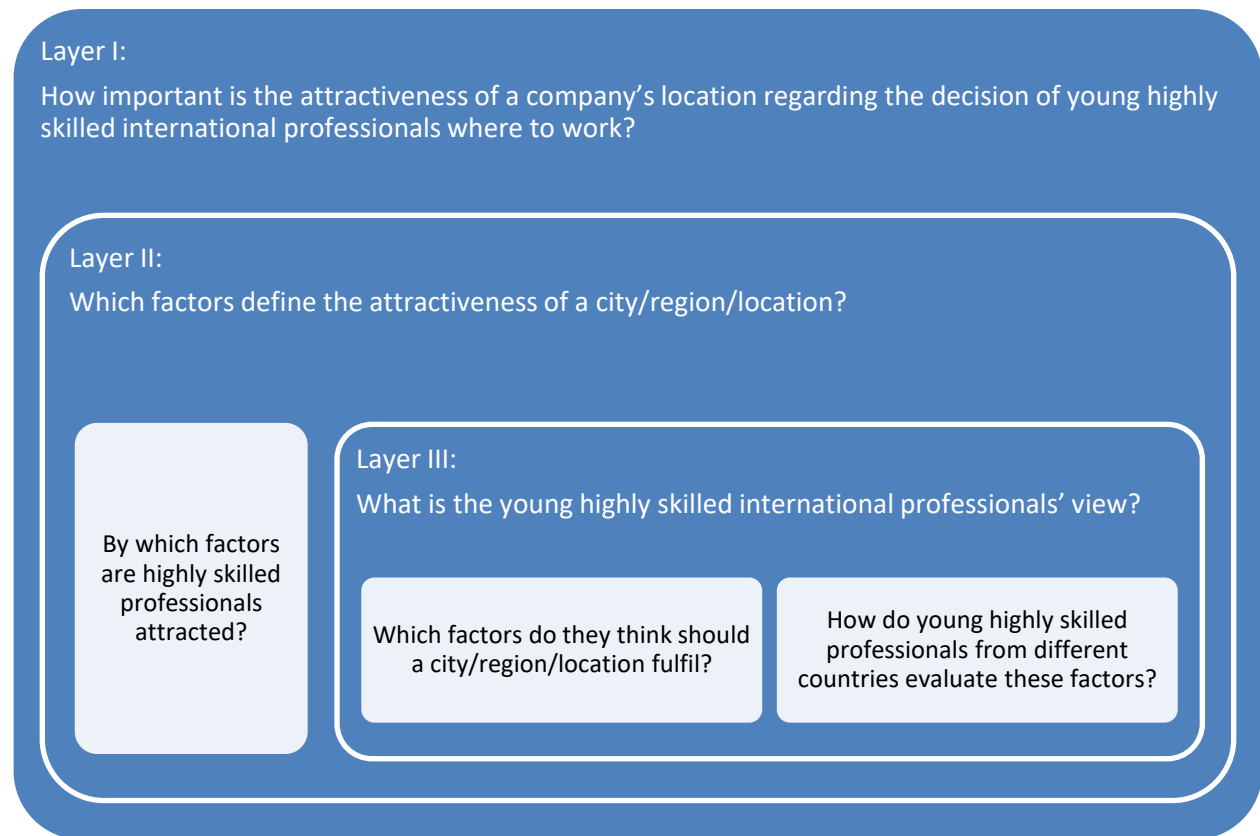 Layer I:
How important is the attractiveness of a company’s location regarding the decision of young highly
skilled international professionals where to work?
Layer II:
Which factors define the attractiveness of a city/region/location?
By which factors
are highly skilled
professionals
attracted?
Layer III:
What is the young highly skilled international professionals’ view?
Which factors do they think should
a city/region/location fulfil?
How do young highly skilled
professionals from different
countries evaluate these factors?